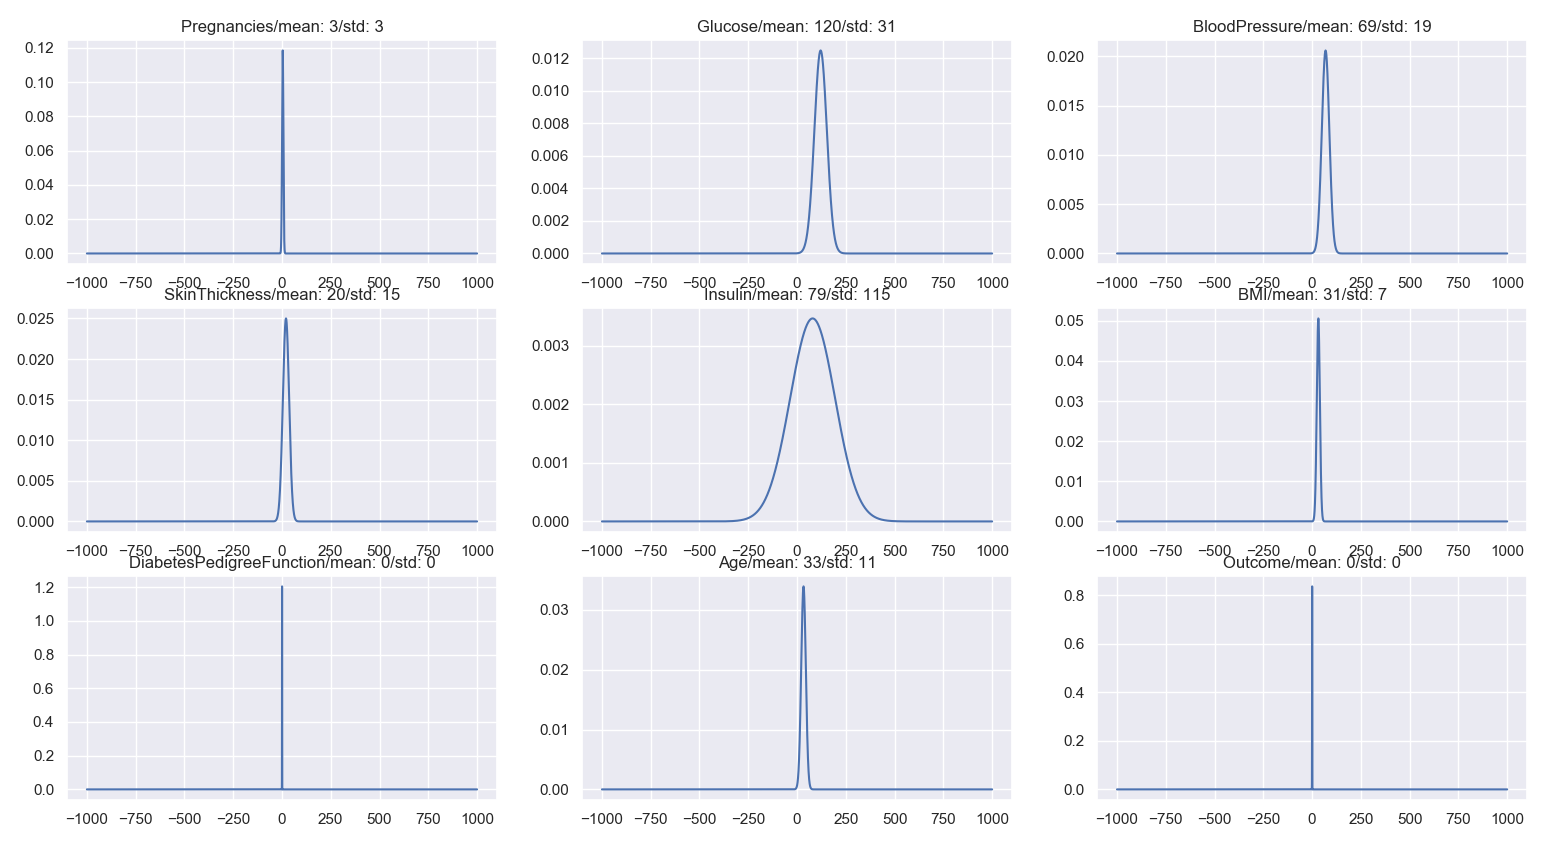 Pregnancies/mean: 3/std: 3
0.12
0.10
0.08
0.06
0.04
0.02
0.00
−1000 −750 −500 −250 0 250 500 750 1000
Glucose/mean: 120/std: 31
0.012
0.010
0.008
0.006
0.004
0.002
0.000
−1000 −750 −500 −250 0 250 500 750 1000
BloodPressure/mean: 69/std: 19
0.020
0.015
0.010
0.005
0.000
−1000 −750 −500 −250 0 250 500 750 1000
SkinThickness/mean: 20/std: 15
0.025
0.020
0.015
0.010
0.005
0.000
−1000 −750 −500 −250 0 250 500 750 1000
Insulin/mean: 79/std: 115
0.003
0.002
0.001
0.000
−1000 −750 −500 −250 0 250 500 750 1000
BMI/mean: 31/std: 7
0.05
0.04
0.03
0.02
0.01
0.00
−1000 −750 −500 −250 0 250 500 750 1000
DiabetesPedigreeFunction/mean: 0/std: 0
1.2
1.0
0.8
0.6
0.4
0.2
0.0
−1000 −750 −500 −250 0 250 500 750 1000
Age/mean: 33/std: 11
0.03
0.02
0.01
0.00
−1000 −750 −500 −250 0 250 500 750 1000
Outcome/mean: 0/std: 0
0.8
0.6
0.4
0.2
0.0
−1000 −750 −500 −250 0 250 500 750 1000